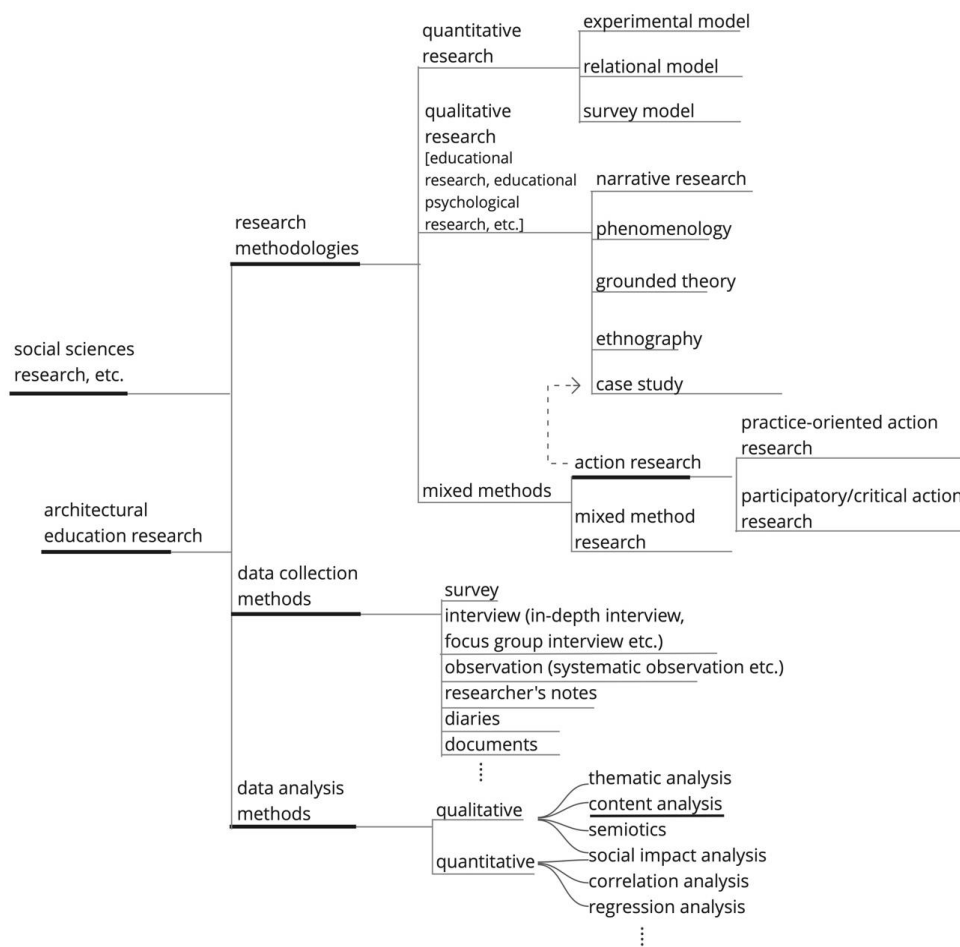 social sciences
research, etc.
architectural
education research
research
methodologies
quantitative
research
experimental model
relational model
survey model
qualitative
research
[educational
research, educational
psychological
research, etc.]
narrative research
phenomenology
grounded theory
ethnography
case study
mixed methods
action research
practice-oriented action
research
participatory/critical action
research
mixed method
research
data collection
methods
survey
interview (in-depth interview,
focus group interview etc.)
observation (systematic observation etc.)
researcher's notes
diaries
documents
data analysis
methods
qualitative
thematic analysis
content analysis
semiotics
social impact analysis
quantitative
correlation analysis
regression analysis